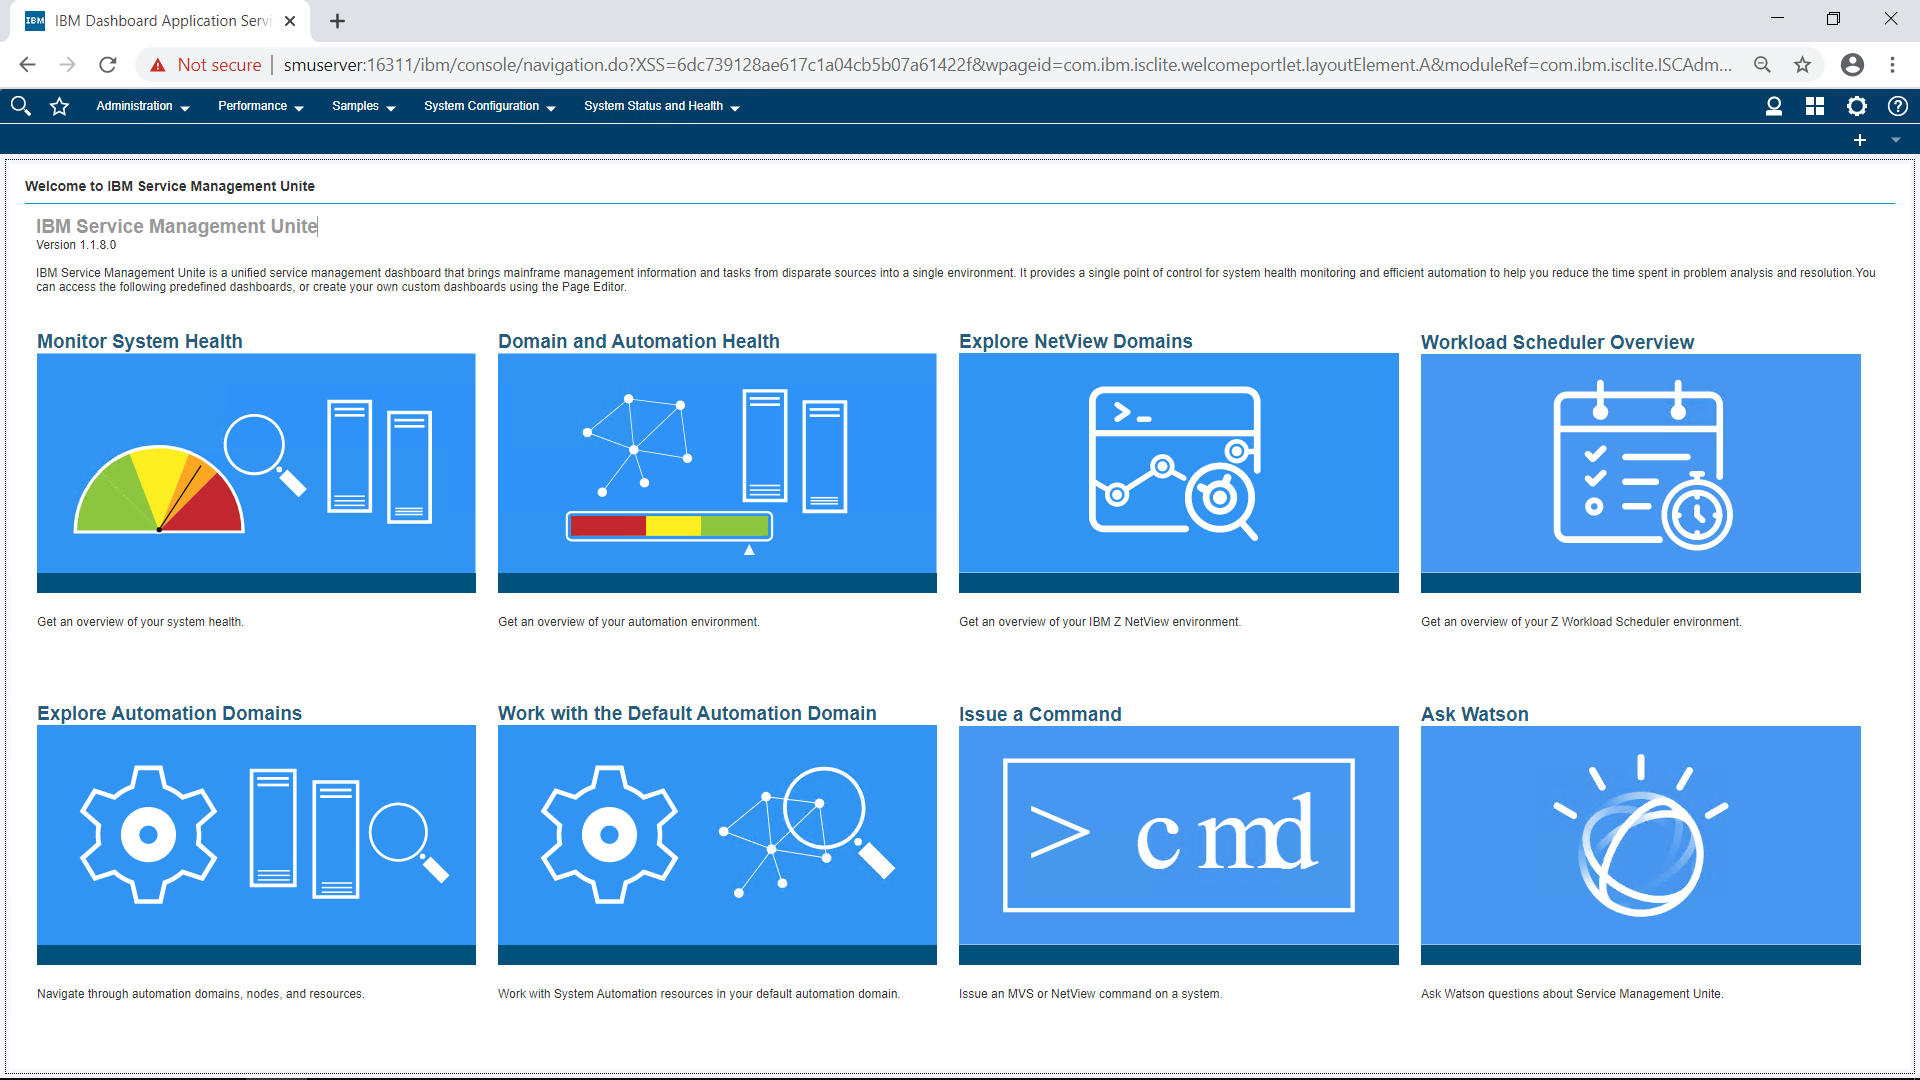 IBM
IBM Dashboard Application Servi
Not secure | smuserver:16311/ibm/console/navigation.do?XSS=6dc739128ae617c1a04cb5b07a61422f&wpageid=com.ibm.isclite.welcomeportlet.layoutElement.A&moduleRef=com.ibm.isclite.ISCAdm...
Administration Performance Samples System Configuration System Status and Health
Welcome to IBM Service Management Unite
IBM Service Management Unite
Version 1.1.8.0
IBM Service Management Unite is a unified service management dashboard that brings mainframe management information and tasks from disparate sources into a single environment. It provides a single point of control for system health monitoring and efficient automation to help you reduce the time spent in problem analysis and resolution.You
can access the following predefined dashboards, or create your own custom dashboards using the Page Editor.
Monitor System Health
Get an overview of your system health.
Domain and Automation Health
Get an overview of your automation environment.
Explore NetView Domains
Get an overview of your IBM Z NetView environment.
Workload Scheduler Overview
Get an overview of your Z Workload Scheduler environment.
Explore Automation Domains
Navigate through automation domains, nodes, and resources.
Work with the Default Automation Domain
Work with System Automation resources in your default automation domain.
Issue a Command
> cmd
Issue an MVS or NetView command on a system.
Ask Watson
Ask Watson questions about Service Management Unite.